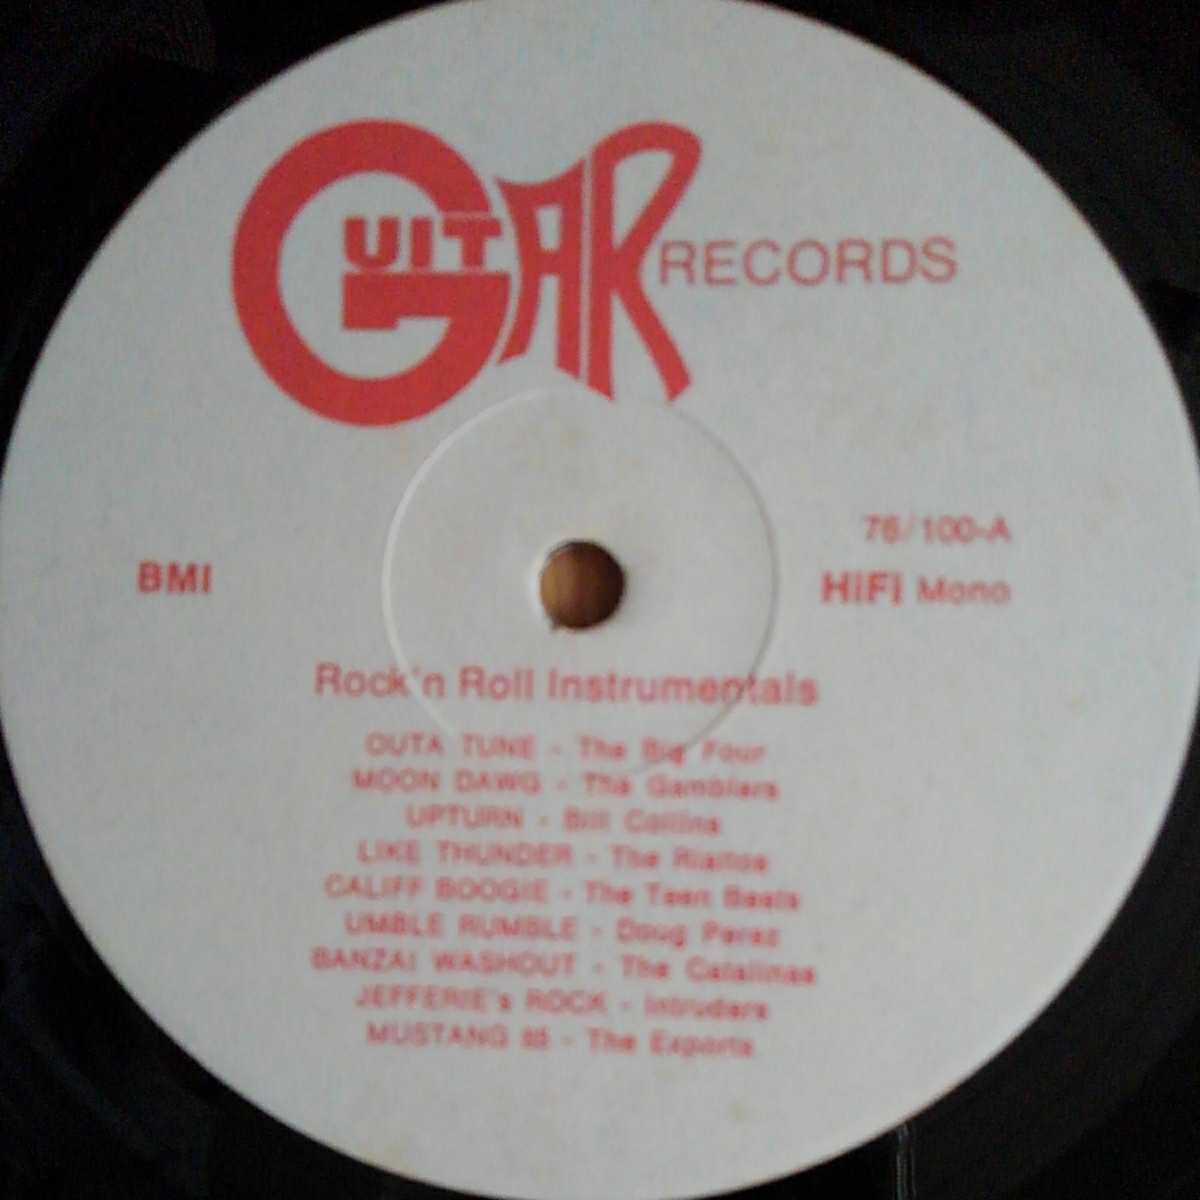 GUITAR RECORDS
76/100-A
BMI
HiFi Mono
Rock'n Roll Instrumentals
OUTA TUNE - The Big Four
MOON DAWG - The Gamblers
UPTURN - Bill Collins
LIKE THUNDER - The Riallos
CALIFF BOOGIE - The Teen Beats
UMBLE RUMBLE - Doug Perez
BANZAI WASHOUT - The Catalinas
JEFFERIE's ROCK - Intruders
MUSTANG - The Exports